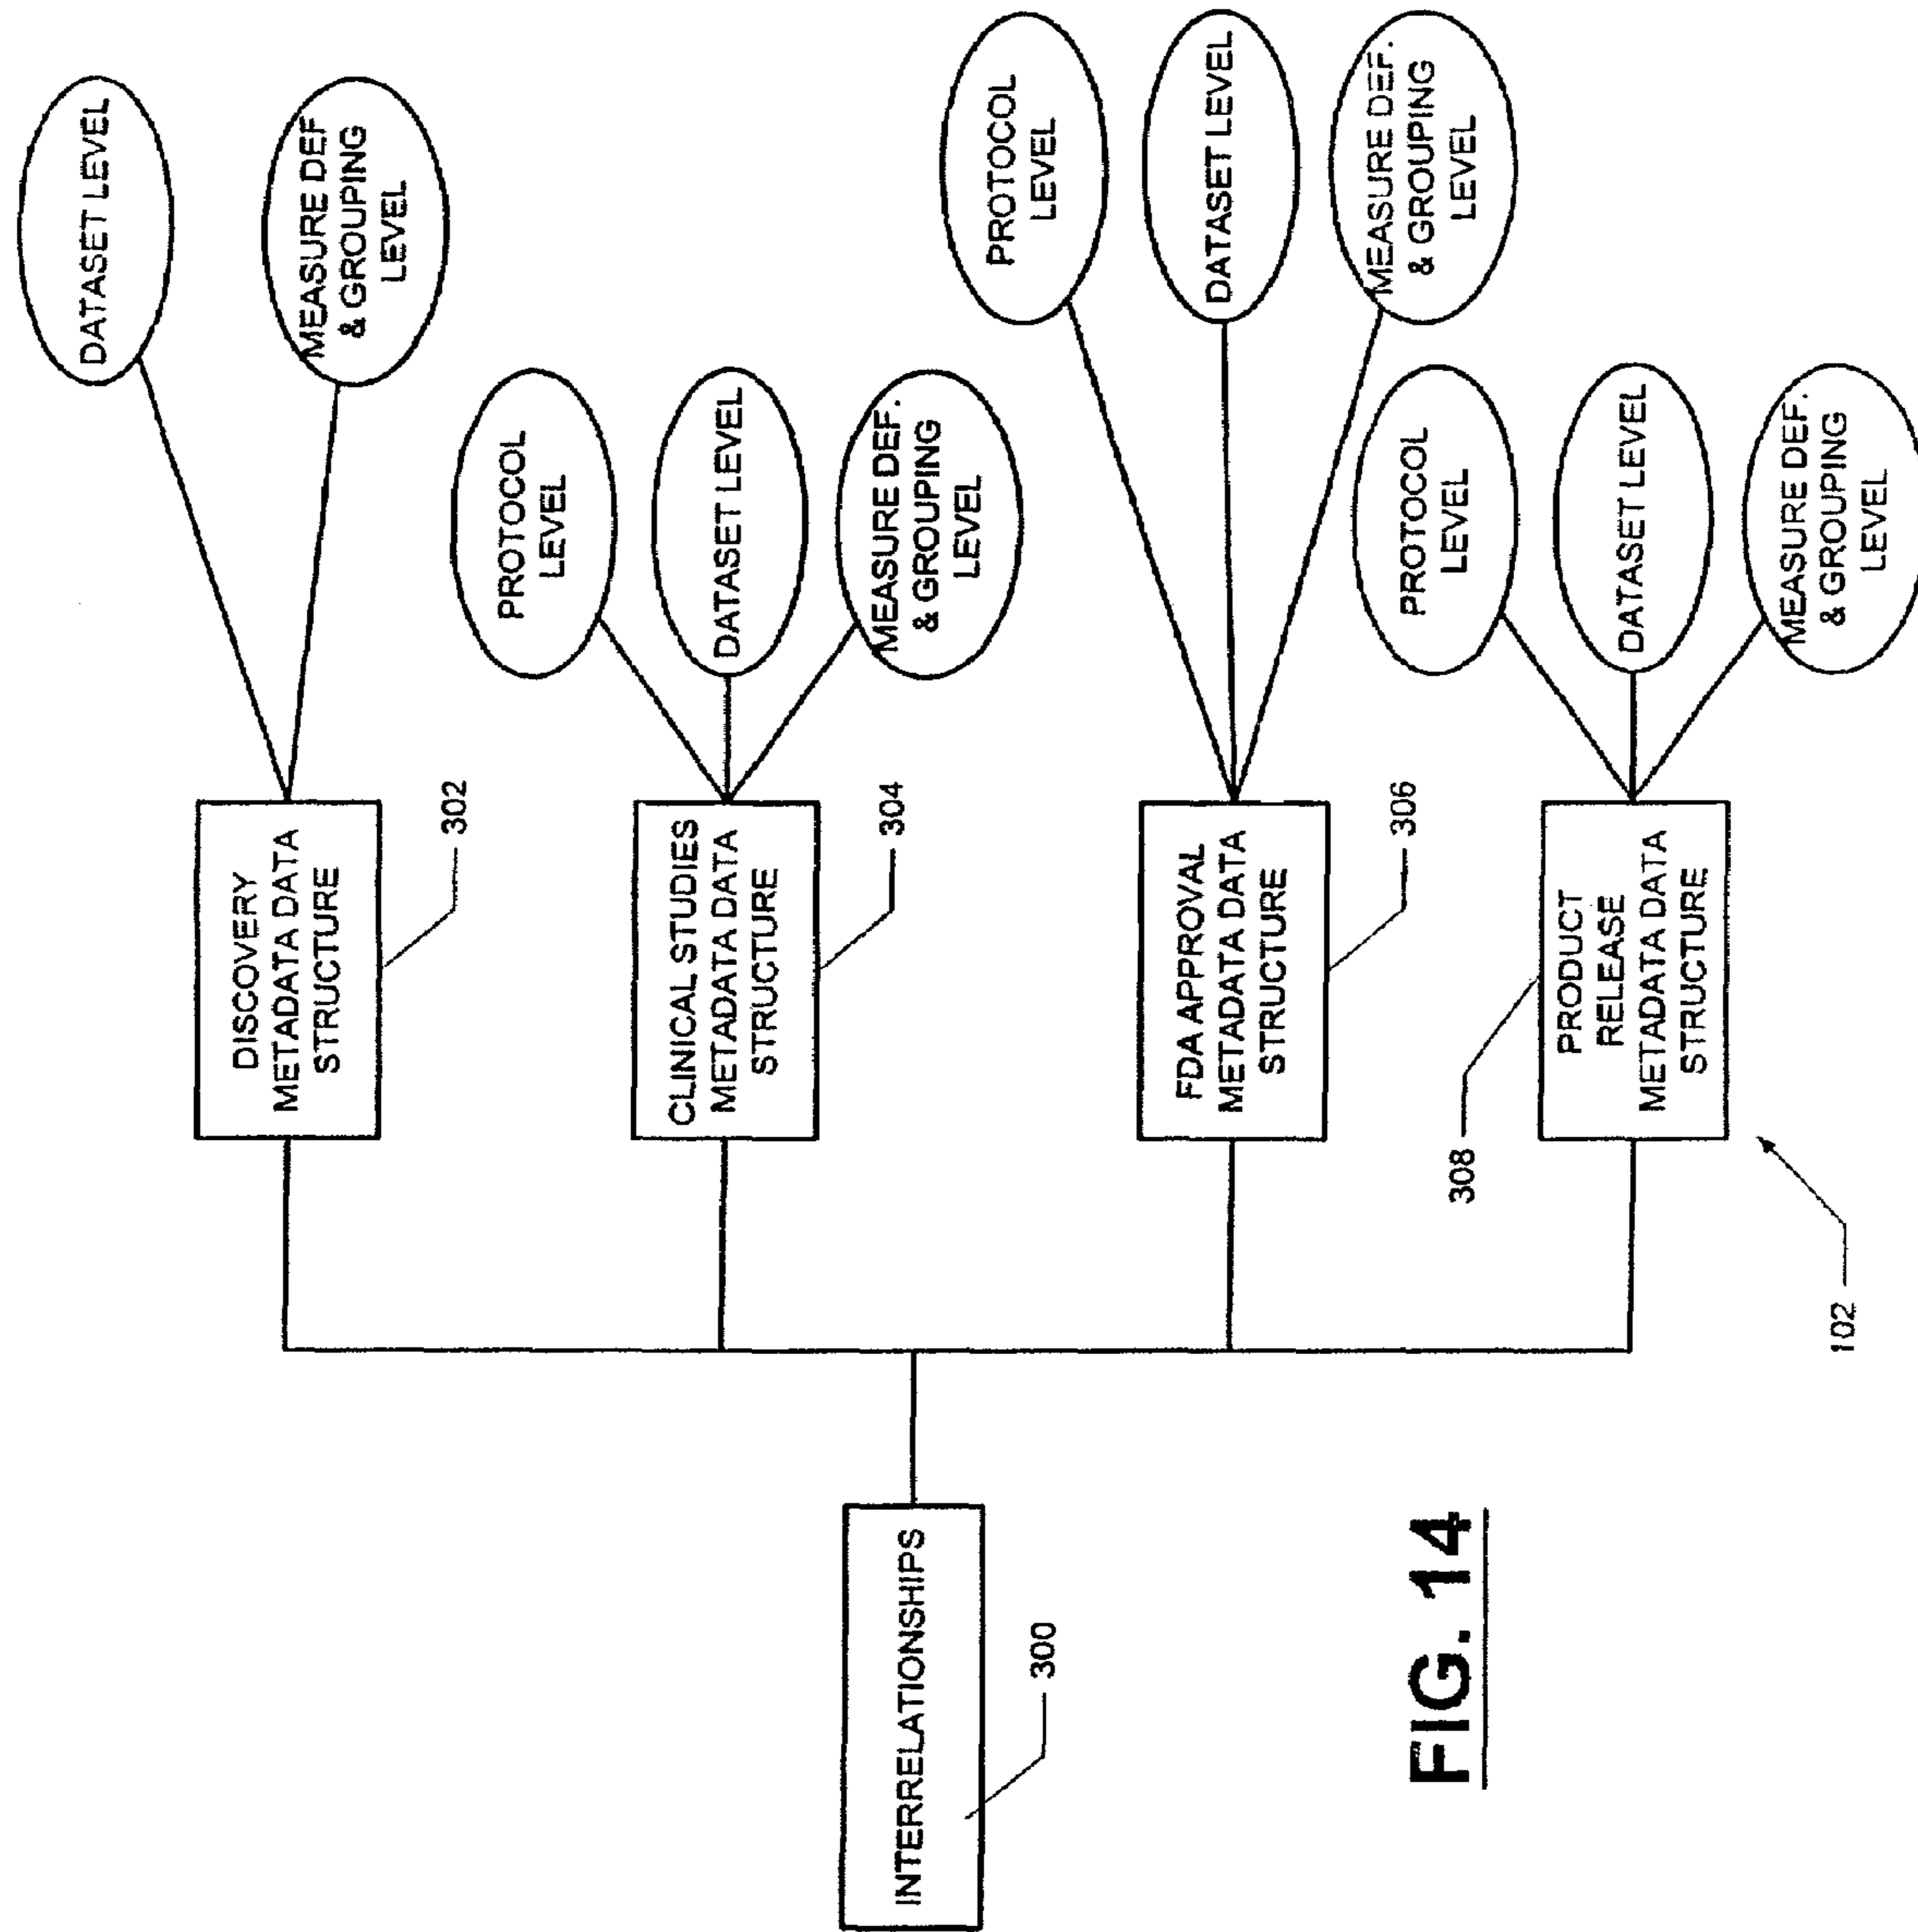 INTERRELATIONSHIPS
300
DISCOVERY
METADATA DATA
STRUCTURE
302
CLINICAL STUDIES
METADATA DATA
STRUCTURE
304
FDA APPROVAL
METADATA DATA
STRUCTURE
306
PRODUCT
RELEASE
METADATA DATA
STRUCTURE
308
102
DATASET LEVEL
MEASURE DEF
& GROUPING
LEVEL
PROTOCOL
LEVEL
DATASET LEVEL
MEASURE DEF.
& GROUPING
LEVEL
PROTOCOL
LEVEL
DATASET LEVEL
MEASURE DEF.
& GROUPING
LEVEL
PROTOCOL
LEVEL
DATASET LEVEL
MEASURE DEF.
& GROUPING
LEVEL
FIG. 14